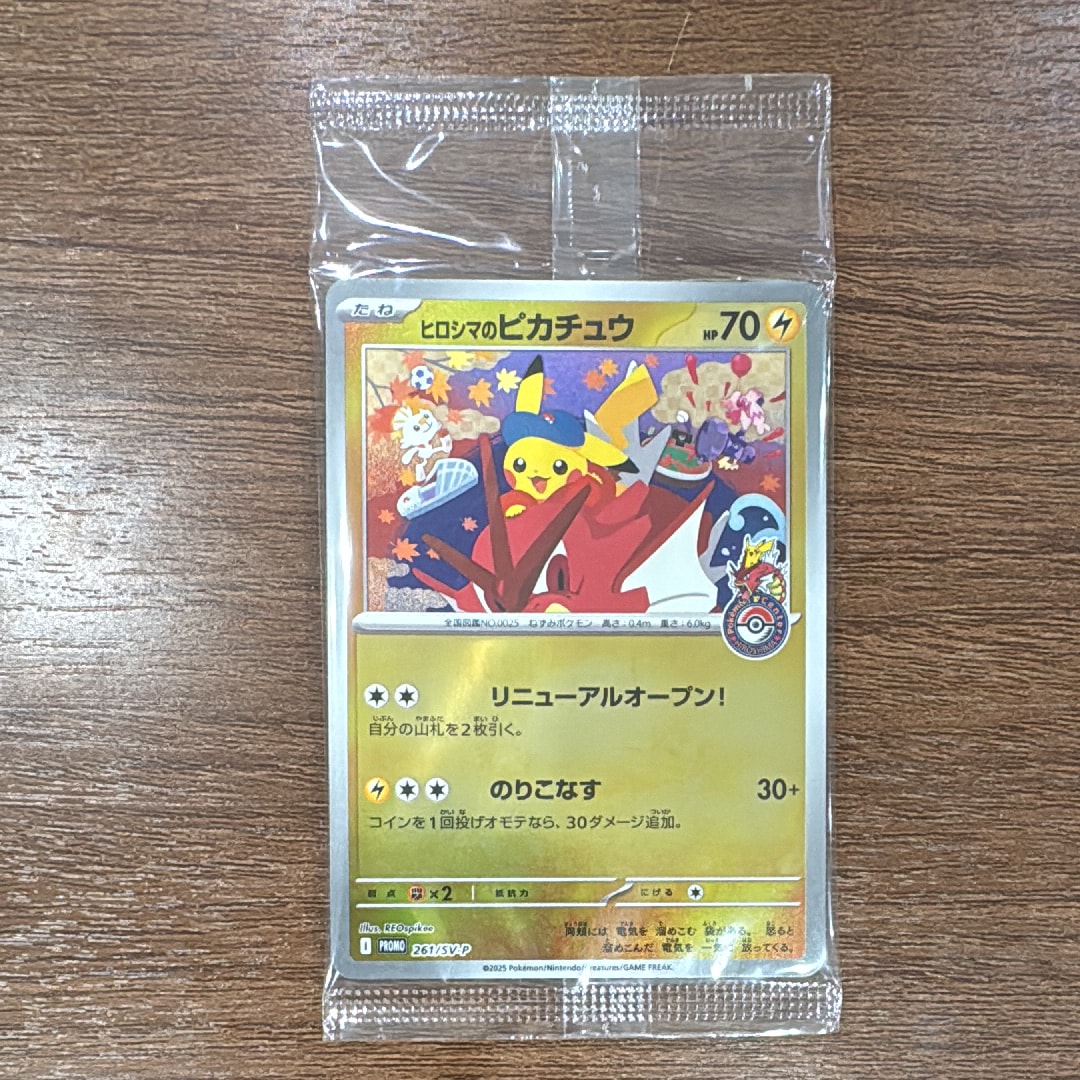 たね
ヒロシマのピカチュウ HP 70
全国図鑑NO.0025 ねずみポケモン 高さ:0.4m 重さ:6.0kg
Pokémon Center
HIROSHIMA
リニューアルオープン!
自分の山札を2枚引く。
のりこなす 30+
コインを1回投げオモテなら、30ダメージ追加。
弱点 ×2 抵抗力 にげる
Illus. REOspikee
頬袋には 電気を 溜めこむ 袋がある。 怒ると
溜めこんだ 電気を 一気に 放ってくる。
I PROMO 261/SV-P
©2025 Pokémon/Nintendo/Creatures/GAME FREAK.